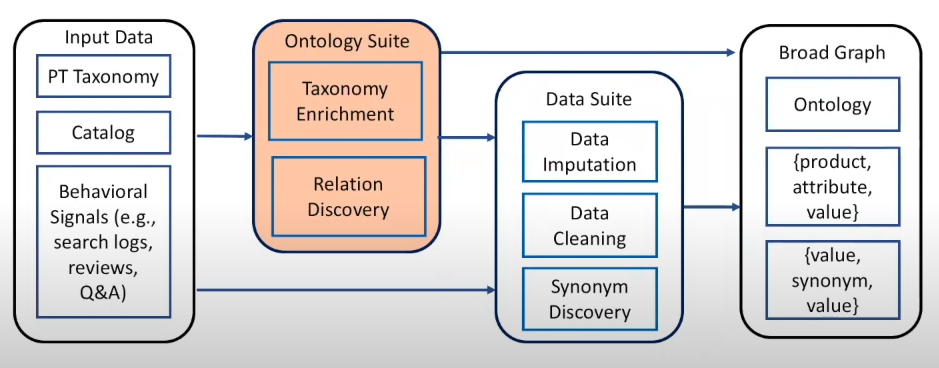 Input Data
PT Taxonomy
Catalog
Behavioral
Signals (e.g.,
search logs,
reviews,
Q&A)
Ontology Suite
Taxonomy
Enrichment
Relation
Discovery
Data Suite
Data
Imputation
Data
Cleaning
Synonym
Discovery
Broad Graph
Ontology
{product,
attribute,
value}
{value,
synonym,
value}